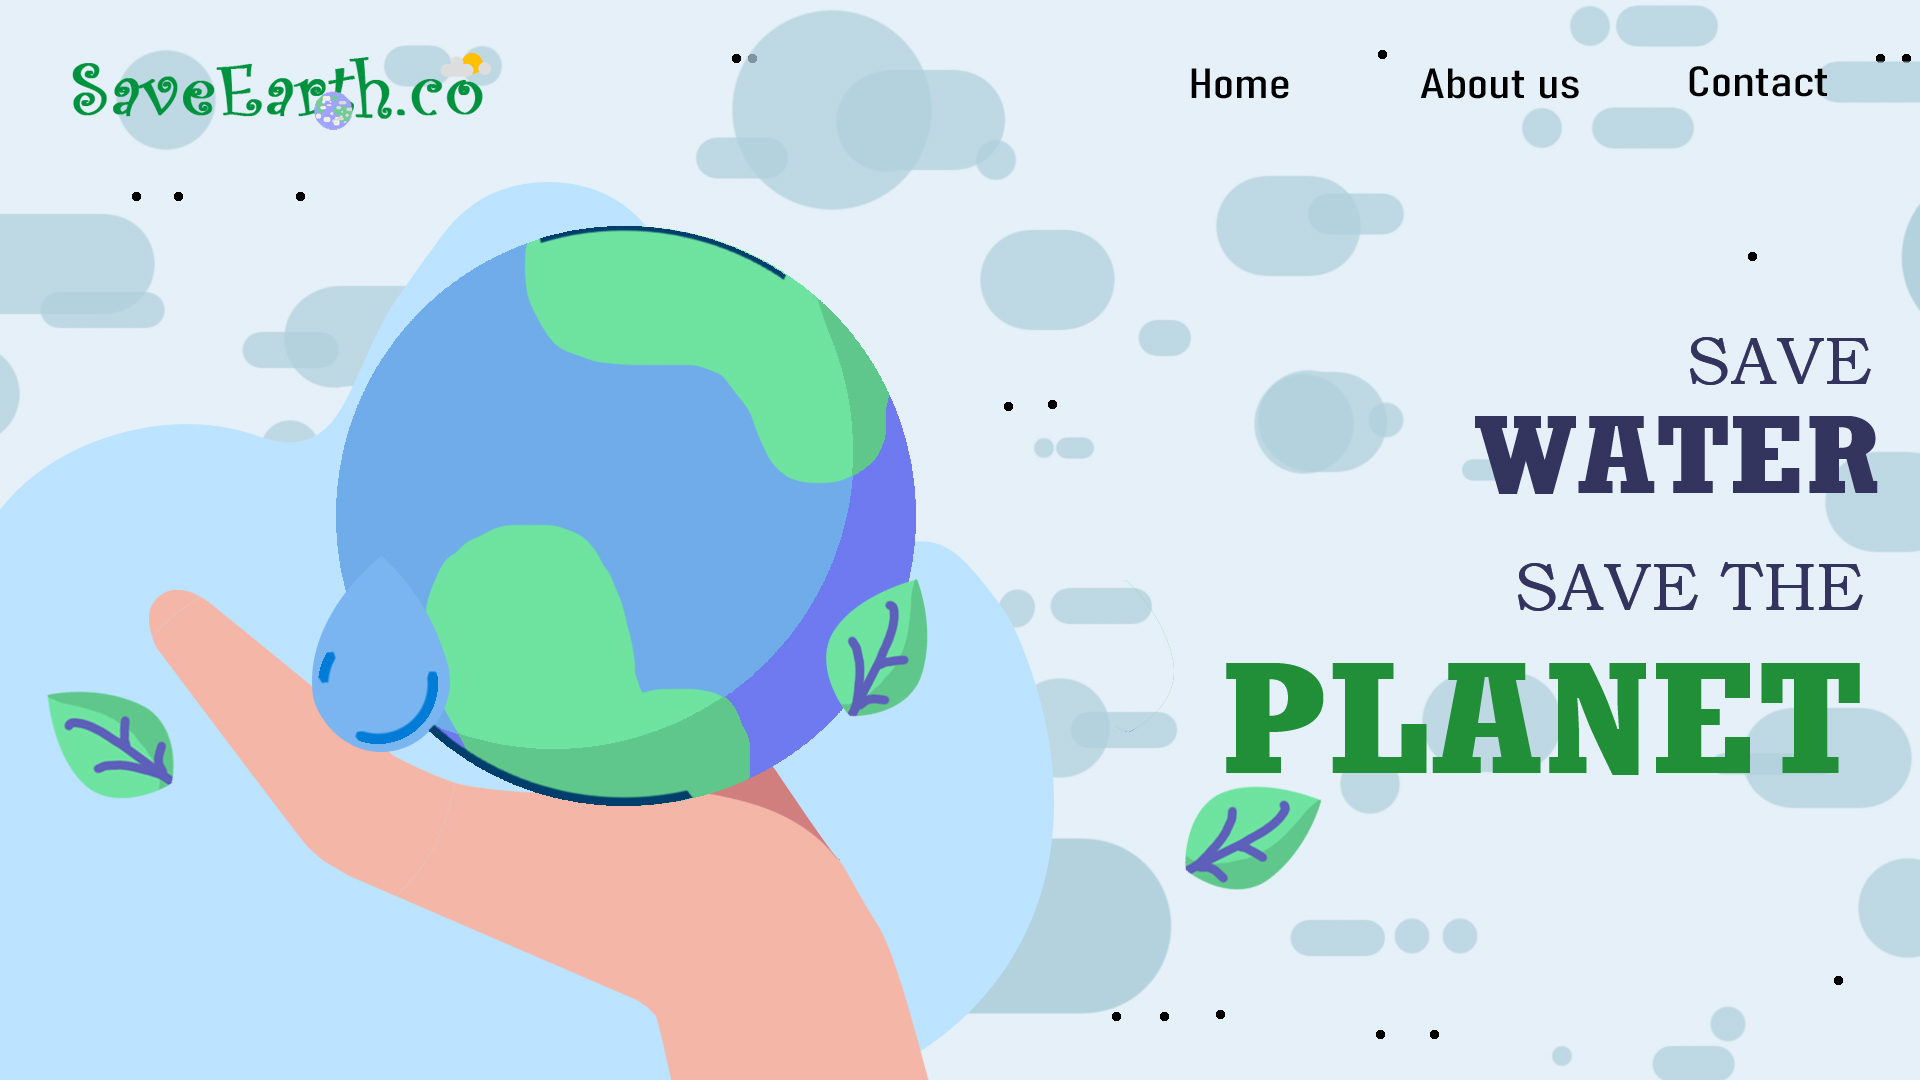 SaveEarth.co
Home About us Contact
SAVE
WATER
SAVE THE
PLANET